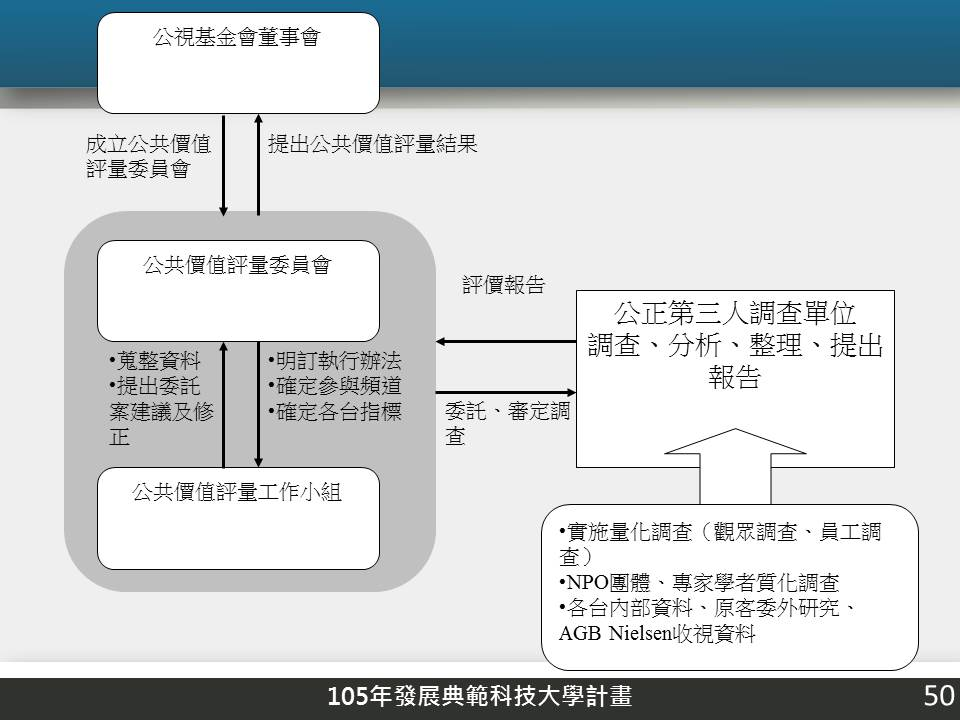 公視基金會董事會
成立公共價值
評量委員會
提出公共價值評量結果
公共價值評量委員會
評價報告
公正第三人調查單位
調查、分析、整理、提出
報告
•蒐整資料
•提出委託
案建議及修
正
•明訂執行辦法
•確定參與頻道
•確定各台指標
委託、審定調
查
公共價值評量工作小組
•實施量化調查（觀眾調查、員工調
查）
•NPO團體、專家學者質化調查
•各台內部資料、原客委外研究、
AGB Nielsen收視資料
105年發展典範科技大學計畫
50